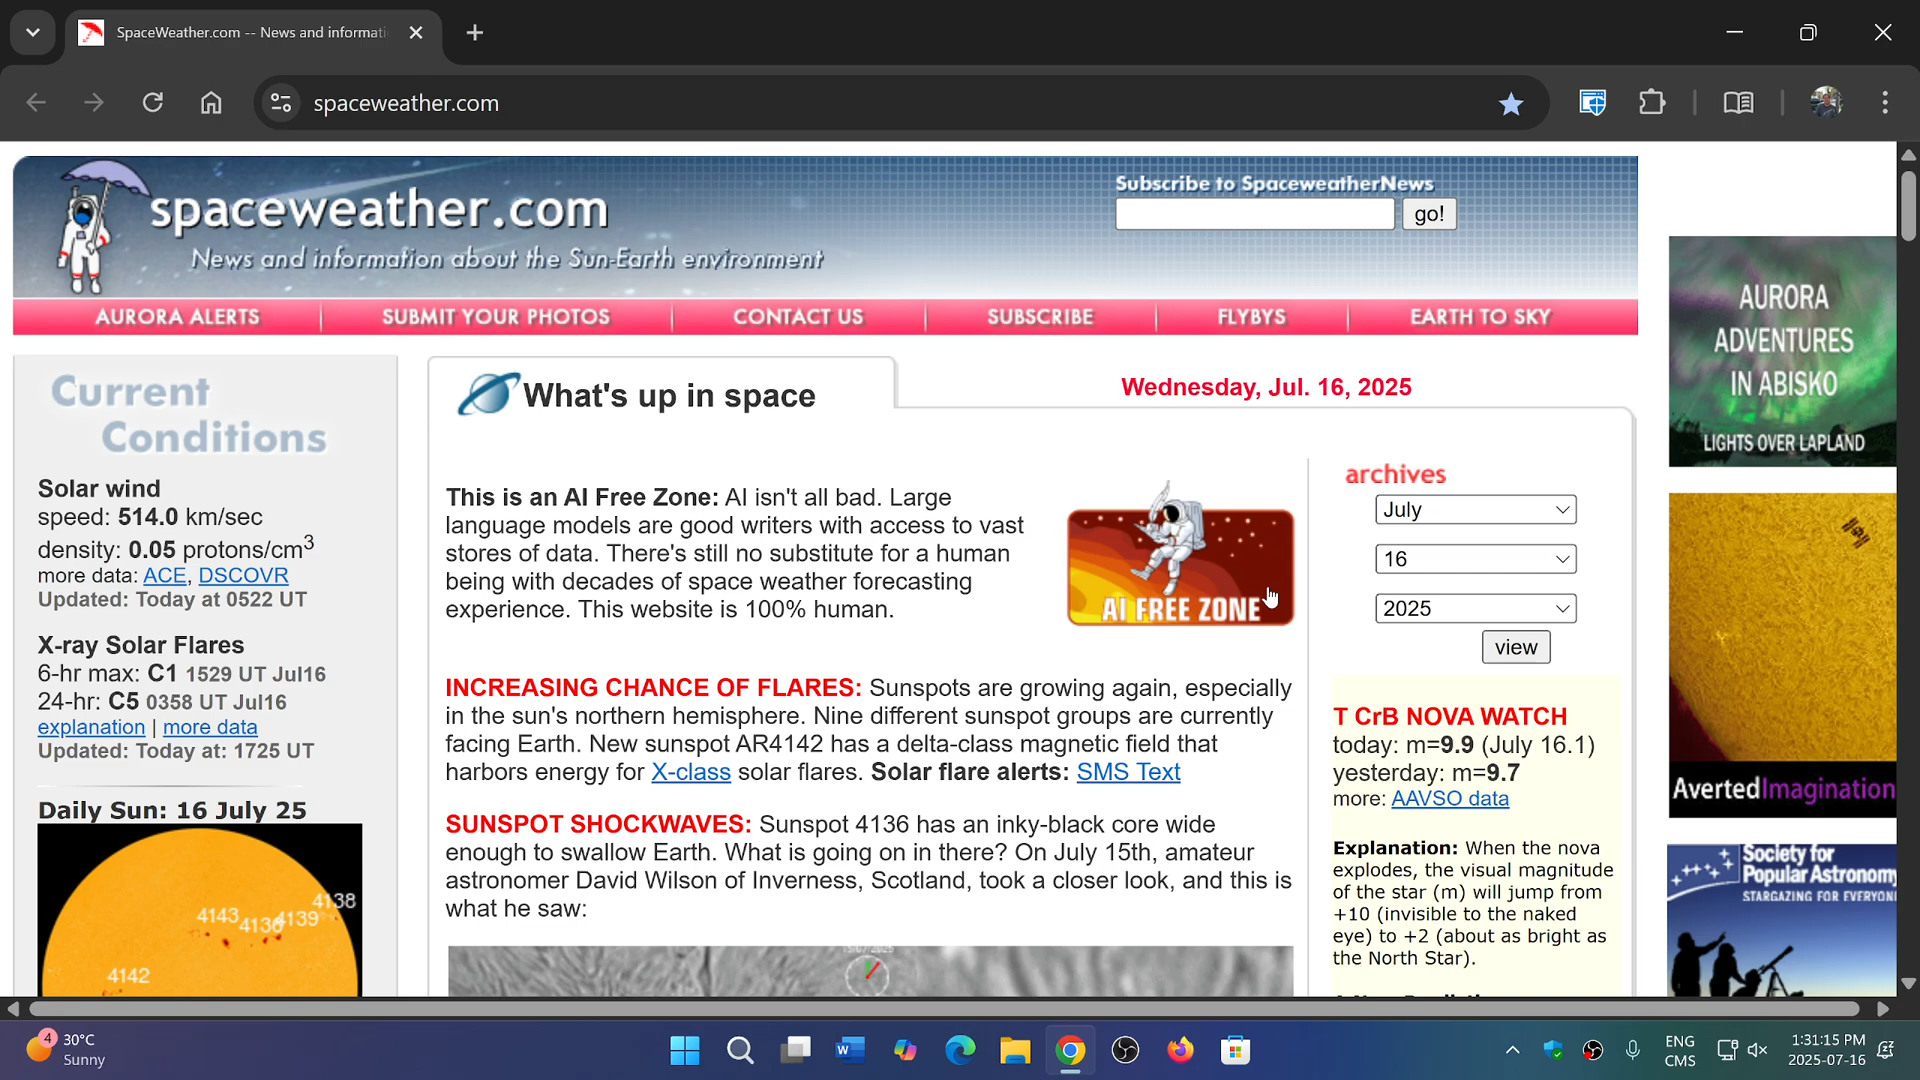 SpaceWeather.com -- News and informati
spaceweather.com
spaceweather.com
News and information about the Sun-Earth environment
Subscribe to SpaceweatherNews
go!
AURORA ALERTS
SUBMIT YOUR PHOTOS
CONTACT US
SUBSCRIBE
FLYBYS
EARTH TO SKY
Current
Conditions
Solar wind
speed: 514.0 km/sec
density: 0.05 protons/cm3
more data: ACE, DSCOVR
Updated: Today at 0522 UT
X-ray Solar Flares
6-hr max: C1 1529 UT Jul16
24-hr: C5 0358 UT Jul16
explanation | more data
Updated: Today at: 1725 UT
Daily Sun: 16 July 25
4138
4143
4136
4139
4142
What's up in space
Wednesday, Jul. 16, 2025
This is an AI Free Zone: AI isn't all bad. Large
language models are good writers with access to vast
stores of data. There's still no substitute for a human
being with decades of space weather forecasting
experience. This website is 100% human.
AI FREE ZONE
INCREASING CHANCE OF FLARES: Sunspots are growing again, especially
in the sun's northern hemisphere. Nine different sunspot groups are currently
facing Earth. New sunspot AR4142 has a delta-class magnetic field that
harbors energy for X-class solar flares. Solar flare alerts: SMS Text
SUNSPOT SHOCKWAVES: Sunspot 4136 has an inky-black core wide
enough to swallow Earth. What is going on in there? On July 15th, amateur
astronomer David Wilson of Inverness, Scotland, took a closer look, and this is
what he saw:
archives
July
16
2025
view
T CrB NOVA WATCH
today: m=9.9 (July 16.1)
yesterday: m=9.7
more: AAVSO data
Explanation: When the nova
explodes, the visual magnitude
of the star (m) will jump from
+10 (invisible to the naked
eye) to +2 (about as bright as
the North Star).
AURORA
ADVENTURES
IN ABISKO
LIGHTS OVER LAPLAND
AvertedImagination
Society for
Popular Astronomy
STARGAZING FOR EVERYON
4
30°C
Sunny
ENG
CMS
1:31:15 PM
2025-07-16